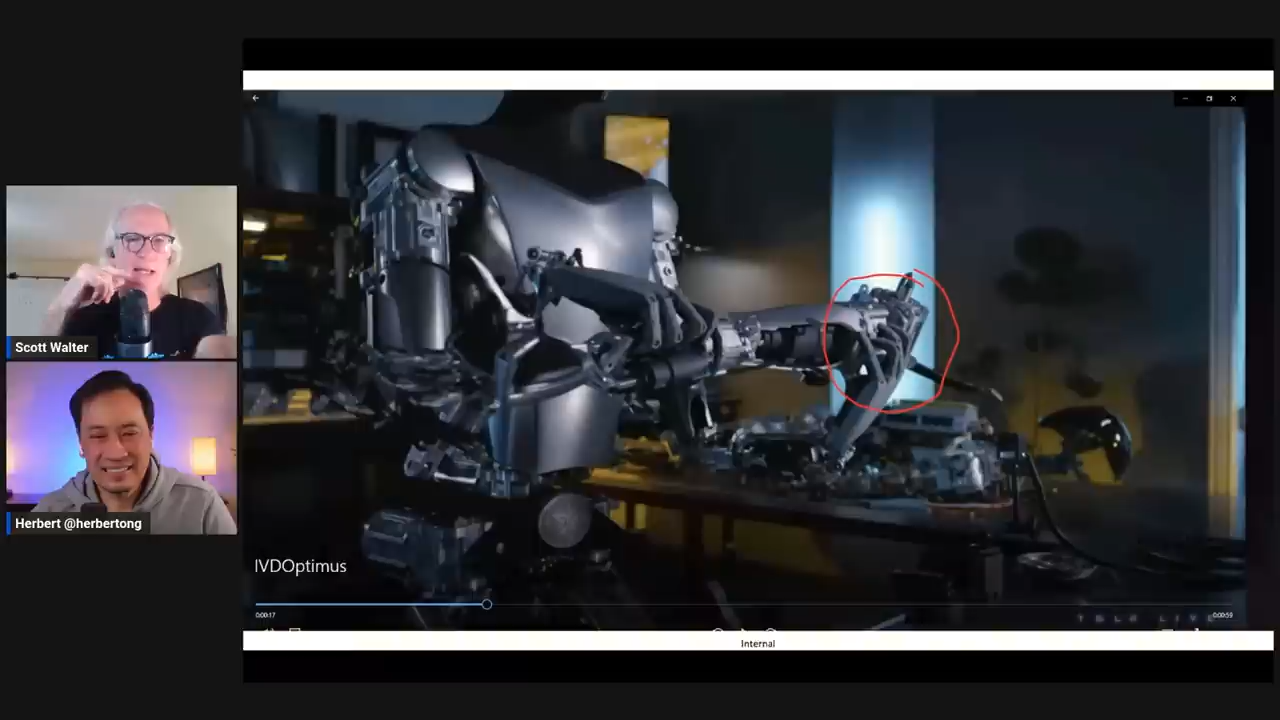 Scott Walter
Herbert @herbertong
IVDOptimus
0:00:17
0:00:59
T E S L A L I V E
Internal